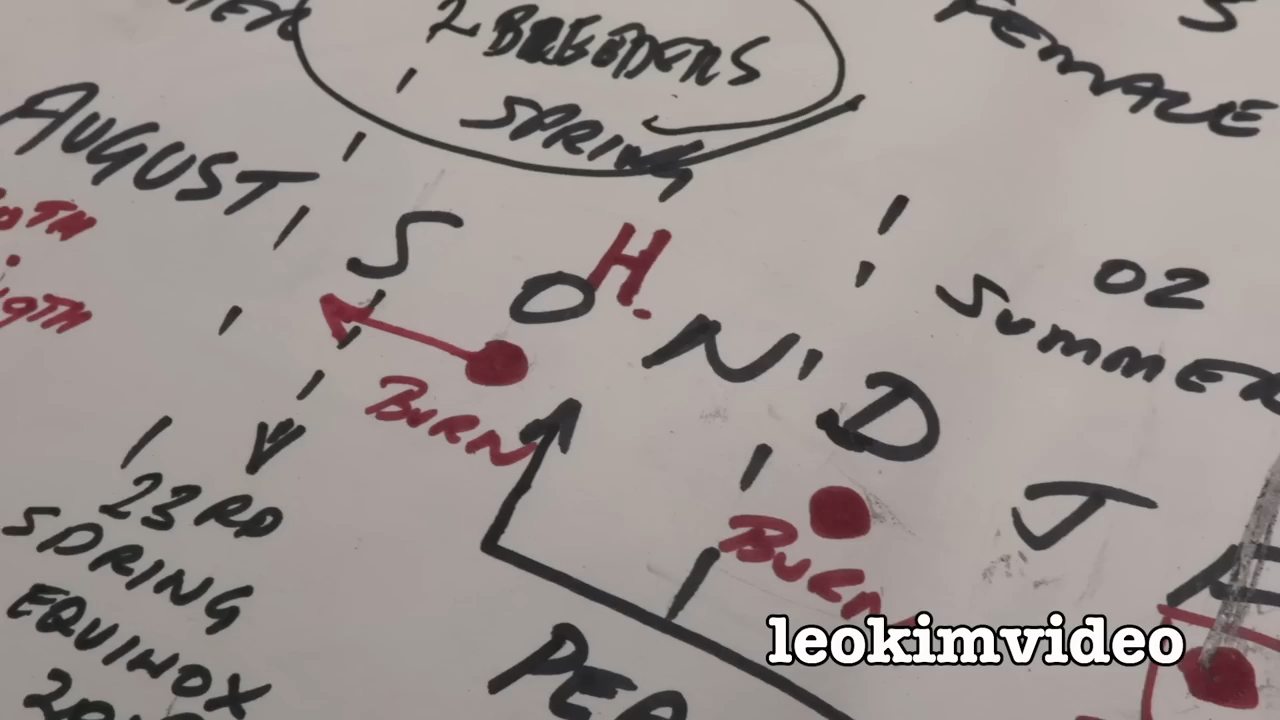 2 BREEDERS
SPRING
FEMALE
AUGUST
S
O
H.
N
D
J
02
SUMMER
BURN
BURN
23RD
SPRING
EQUINOX
leokimvideo